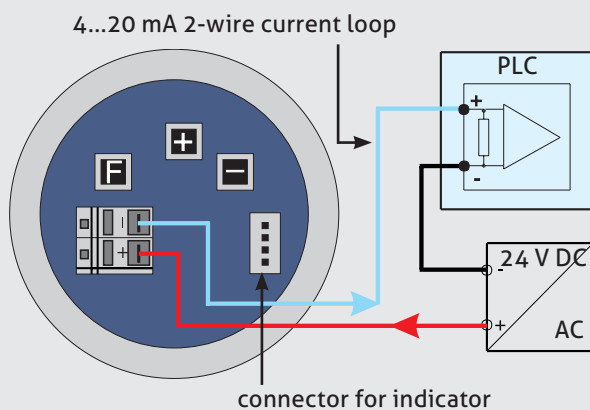 4...20 mA 2-wire current loop
PLC
+
-
+
F
-
-
+
24 V DC
-
+
AC
connector for indicator